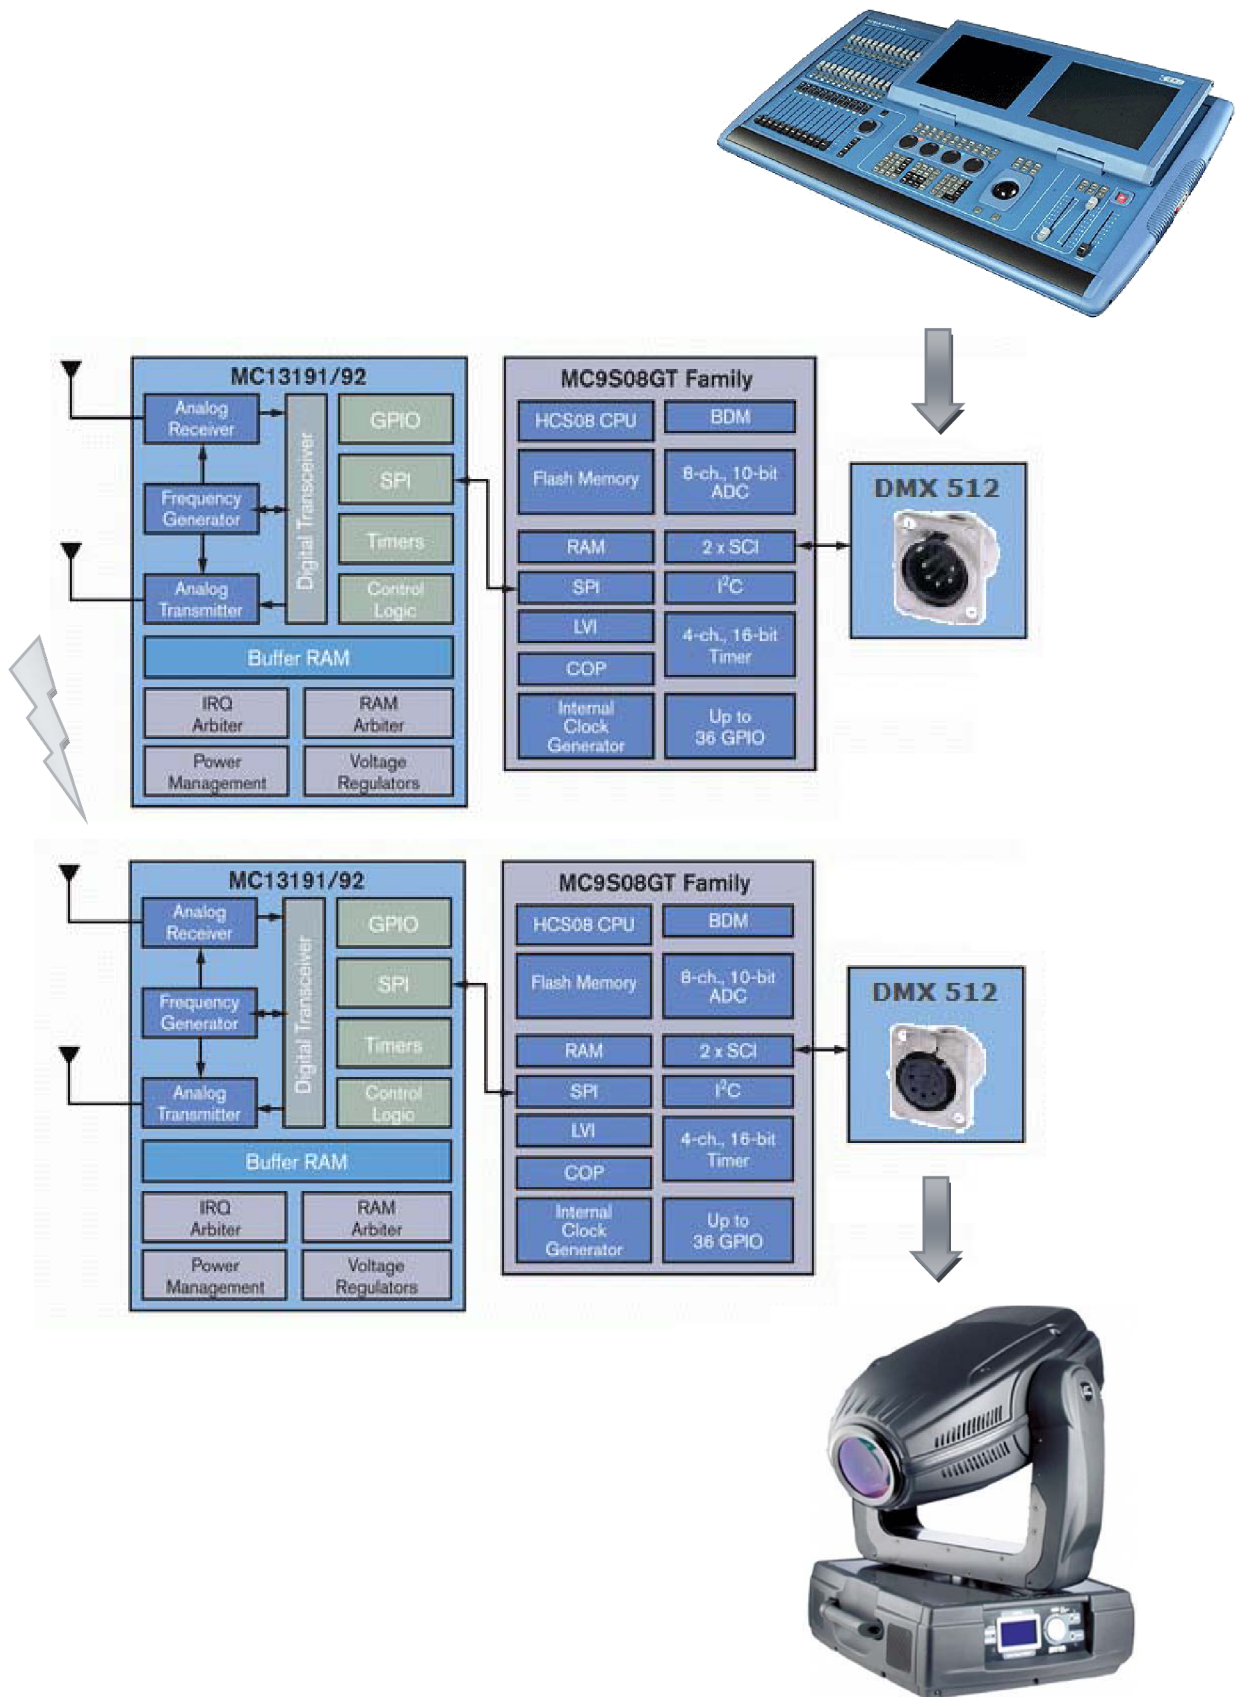 MC13191/92
Analog
Receiver
Frequency
Generator
Analog
Transmitter
Digital Transceiver
GPIO
SPI
Timers
Control
Logic
Buffer RAM
IRQ
Arbiter
RAM
Arbiter
Power
Management
Voltage
Regulators
MC9S08GT Family
HCS08 CPU
BDM
Flash Memory
8-ch., 10-bit
ADC
RAM
2 x SCI
SPI
I²C
LVI
4-ch., 16-bit
Timer
COP
Internal
Clock
Generator
Up to
36 GPIO
DMX 512
MC13191/92
Analog
Receiver
Frequency
Generator
Analog
Transmitter
Digital Transceiver
GPIO
SPI
Timers
Control
Logic
Buffer RAM
IRQ
Arbiter
RAM
Arbiter
Power
Management
Voltage
Regulators
MC9S08GT Family
HCS08 CPU
BDM
Flash Memory
8-ch., 10-bit
ADC
RAM
2 x SCI
SPI
I²C
LVI
4-ch., 16-bit
Timer
COP
Internal
Clock
Generator
Up to
36 GPIO
DMX 512